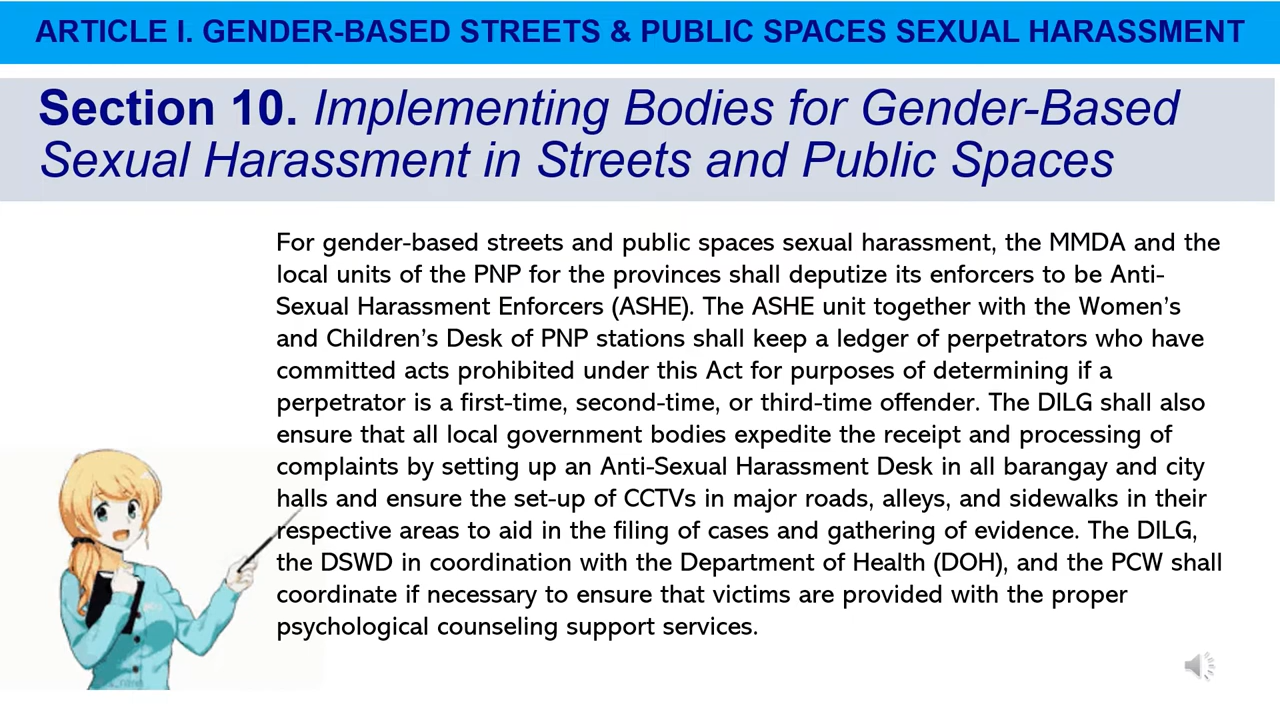 ARTICLE I. GENDER-BASED STREETS & PUBLIC SPACES SEXUAL HARASSMENT
Section 10. Implementing Bodies for Gender-Based
Sexual Harassment in Streets and Public Spaces
For gender-based streets and public spaces sexual harassment, the MMDA and the
local units of the PNP for the provinces shall deputize its enforcers to be Anti-
Sexual Harassment Enforcers (ASHE). The ASHE unit together with the Women’s
and Children’s Desk of PNP stations shall keep a ledger of perpetrators who have
committed acts prohibited under this Act for purposes of determining if a
perpetrator is a first-time, second-time, or third-time offender. The DILG shall also
ensure that all local government bodies expedite the receipt and processing of
complaints by setting up an Anti-Sexual Harassment Desk in all barangay and city
halls and ensure the set-up of CCTVs in major roads, alleys, and sidewalks in their
respective areas to aid in the filing of cases and gathering of evidence. The DILG,
the DSWD in coordination with the Department of Health (DOH), and the PCW shall
coordinate if necessary to ensure that victims are provided with the proper
psychological counseling support services.